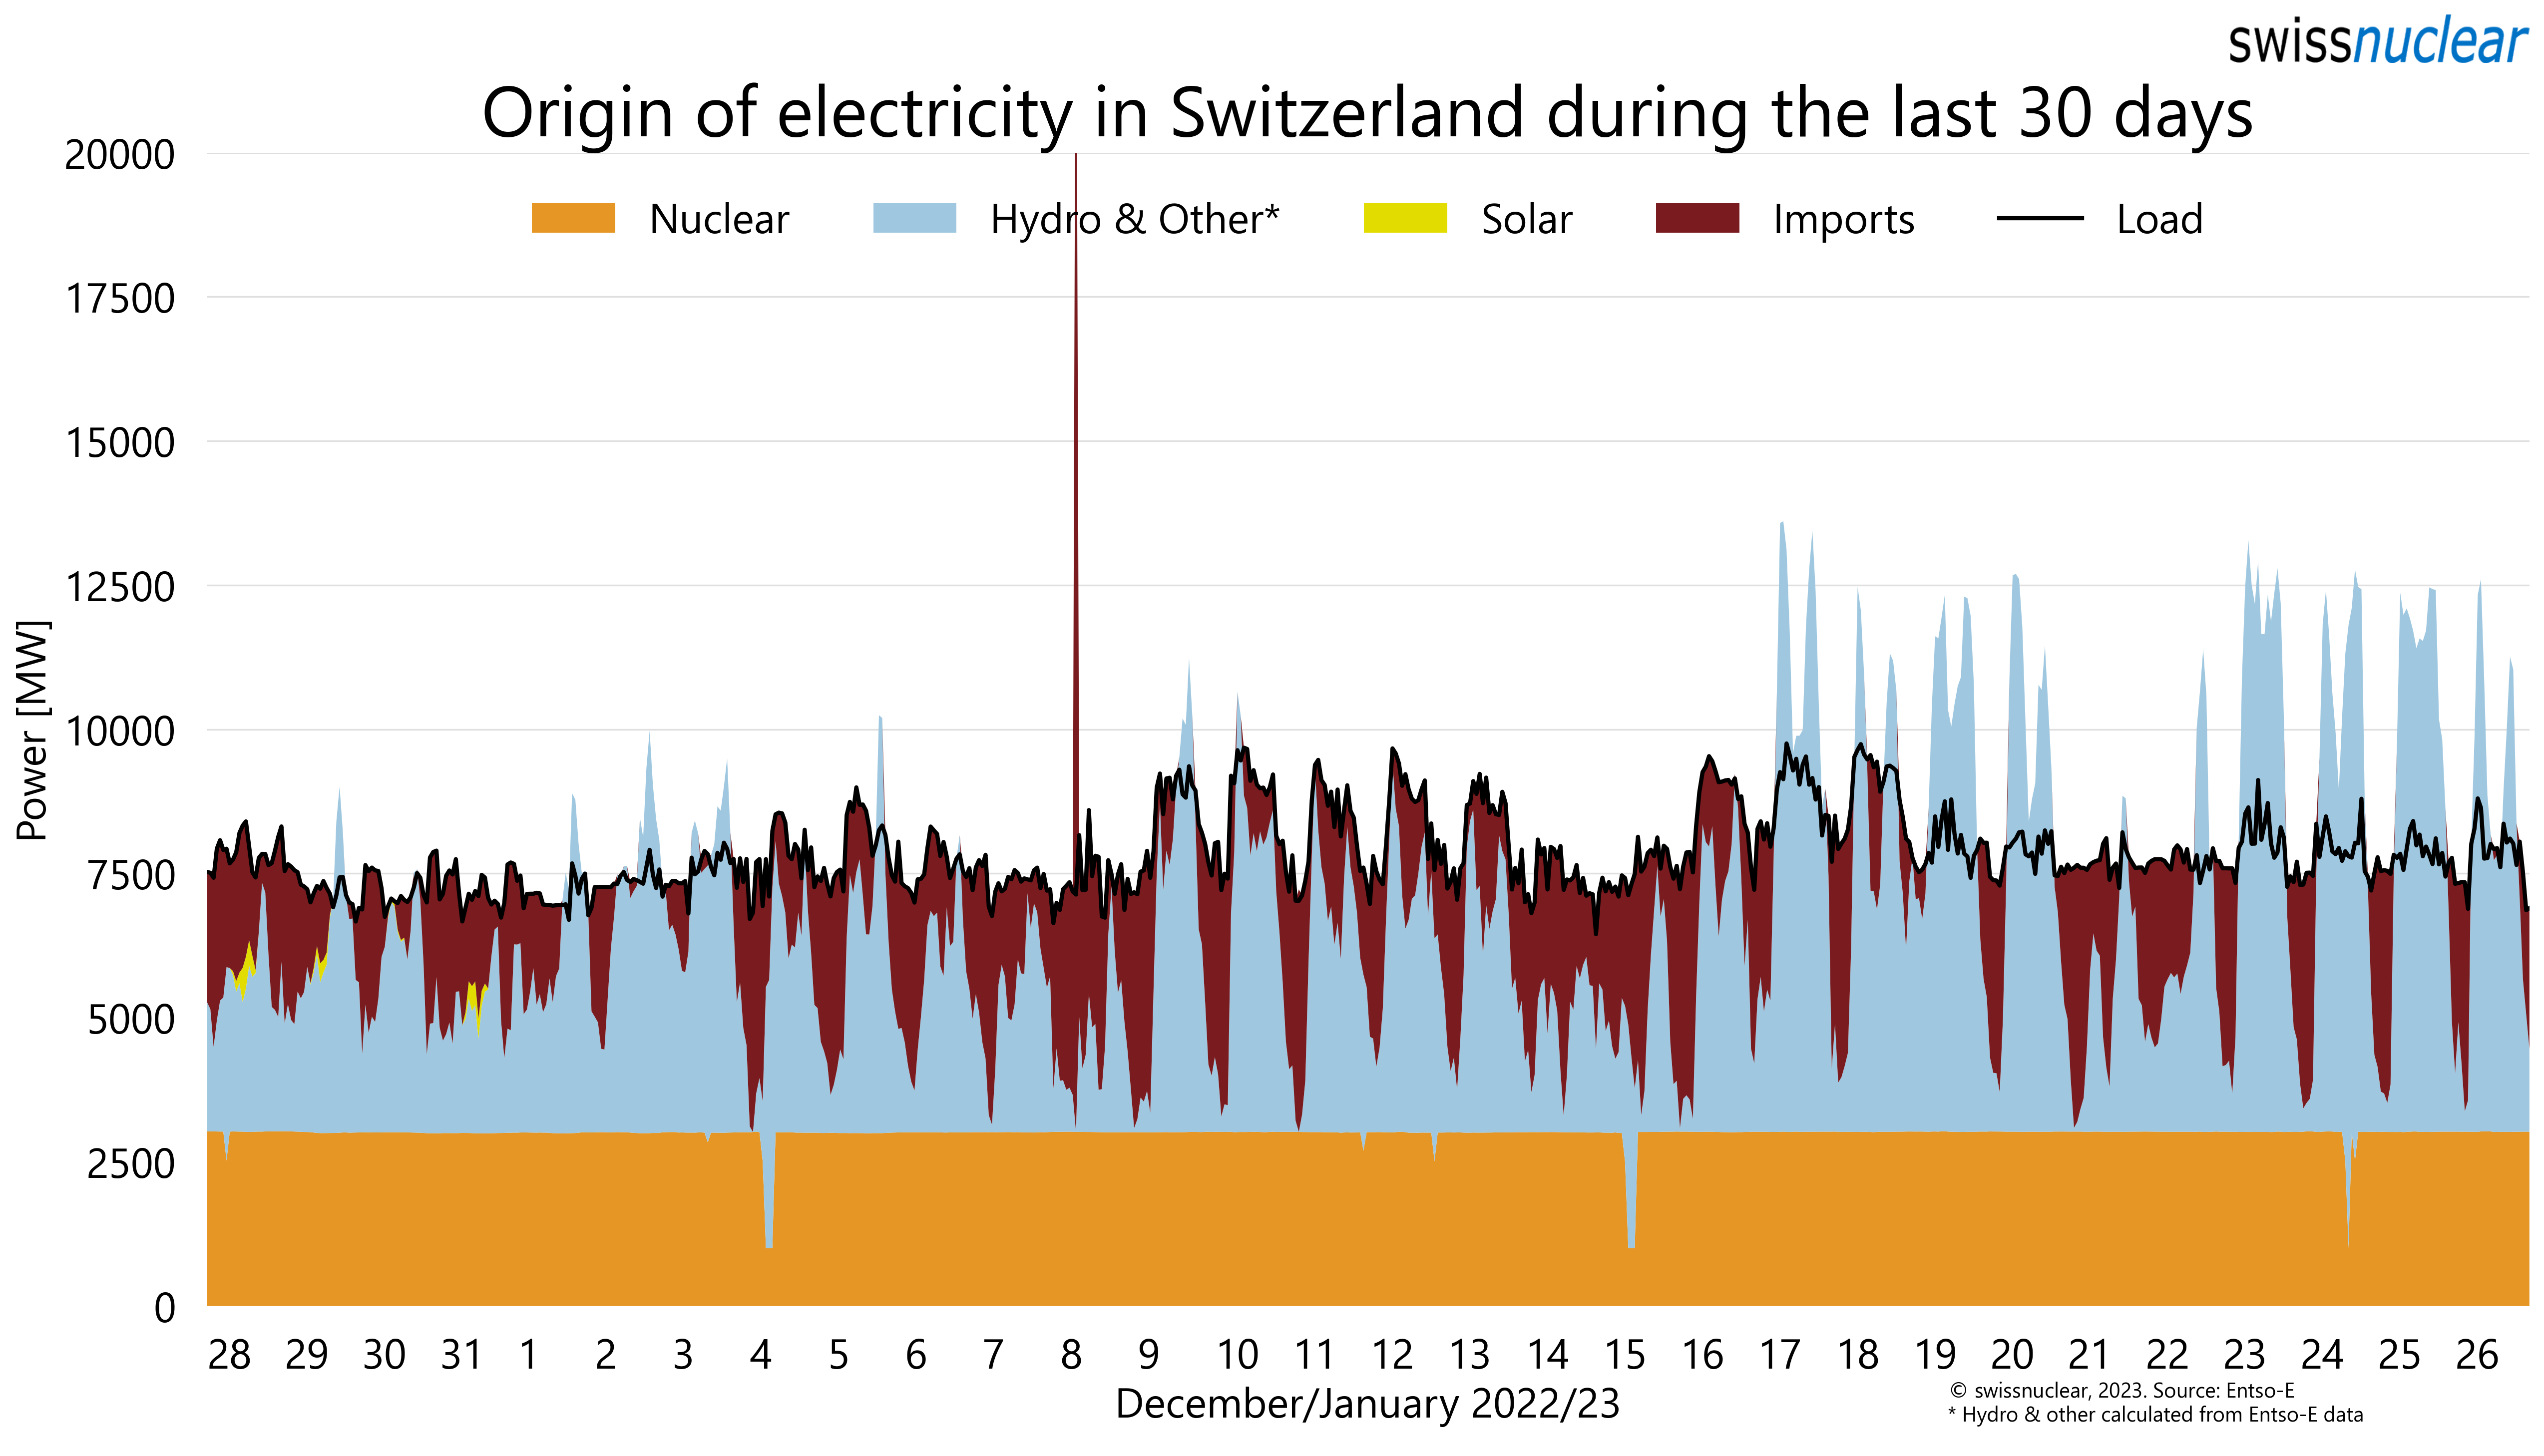 swissnuclear
Origin of electricity in Switzerland during the last 30 days
20000
Nuclear Hydro & Other* Solar Imports Load
17500
15000
12500
10000
7500
5000
2500
0
Power [MW]
28 29 30 31 1 2 3 4 5 6 7 8 9 10 11 12 13 14 15 16 17 18 19 20 21 22 23 24 25 26
December/January 2022/23
© swissnuclear, 2023. Source: Entso-E
* Hydro & other calculated from Entso-E data